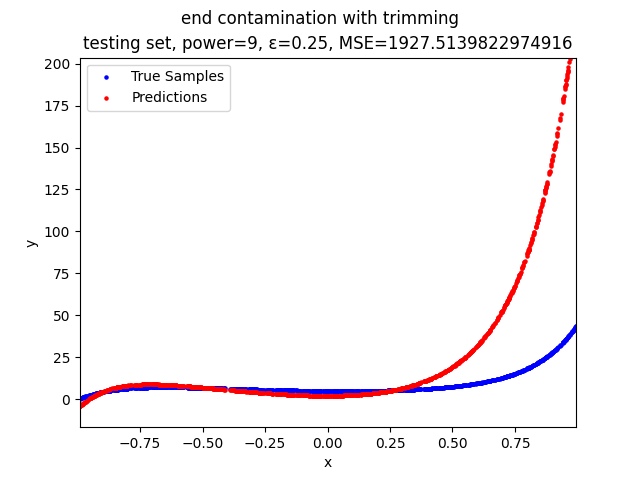 end contamination with trimming
testing set, power=9, ε=0.25, MSE=1927.5139822974916
200
175
150
125
100
75
50
25
0
y
True Samples
Predictions
−0.75 −0.50 −0.25 0.00 0.25 0.50 0.75
x